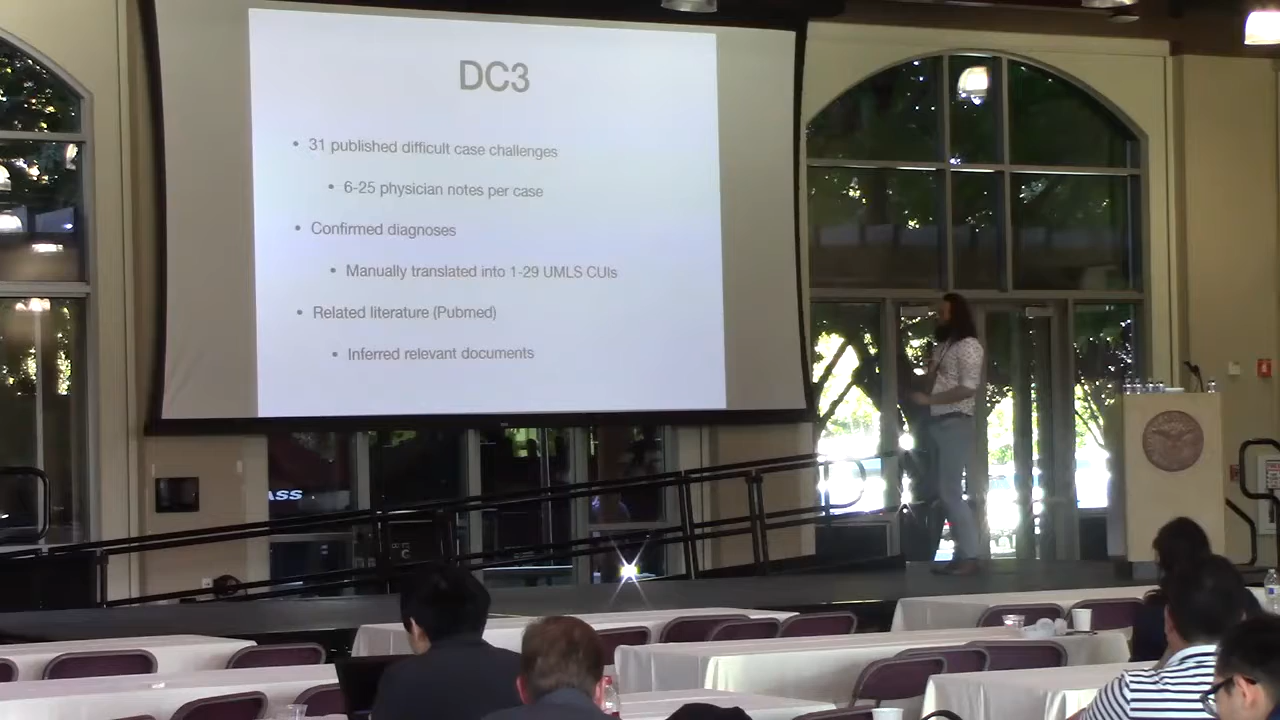 DC3
• 31 published difficult case challenges
• 6-25 physician notes per case
• Confirmed diagnoses
• Manually translated into 1-29 UMLS CUIs
• Related literature (Pubmed)
• Inferred relevant documents
ASS